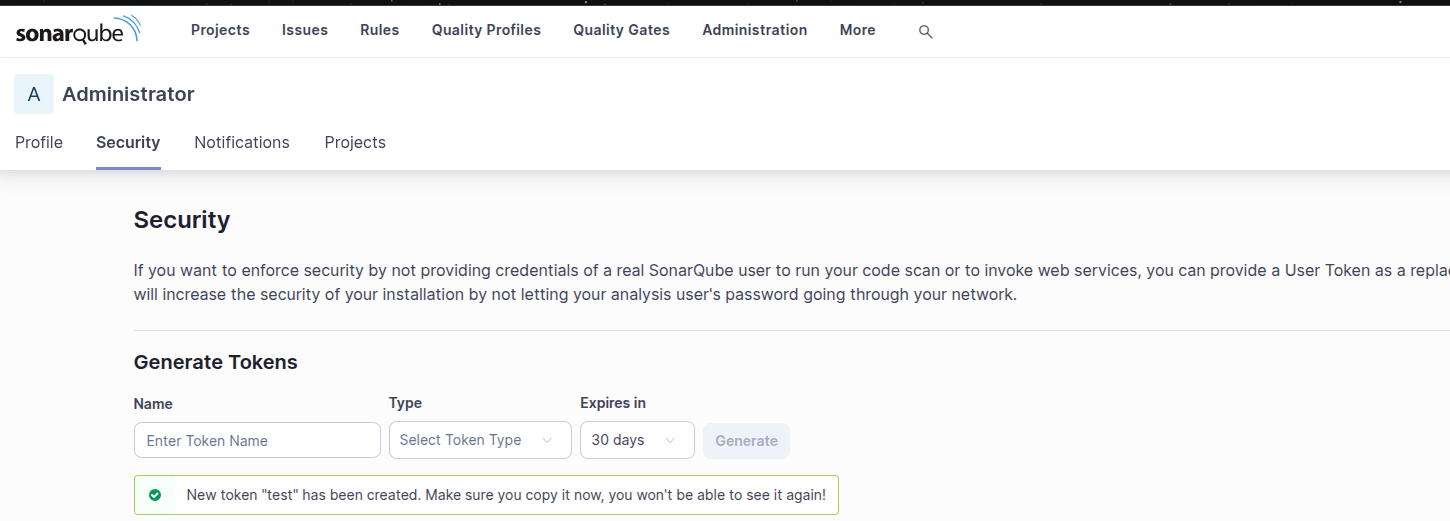 sonarqube Projects Issues Rules Quality Profiles Quality Gates Administration More
A Administrator
Profile Security Notifications Projects
Security
If you want to enforce security by not providing credentials of a real SonarQube user to run your code scan or to invoke web services, you can provide a User Token as a repla
will increase the security of your installation by not letting your analysis user's password going through your network.
Generate Tokens
Name Type Expires in
Enter Token Name Select Token Type 30 days Generate
New token "test" has been created. Make sure you copy it now, you won't be able to see it again!